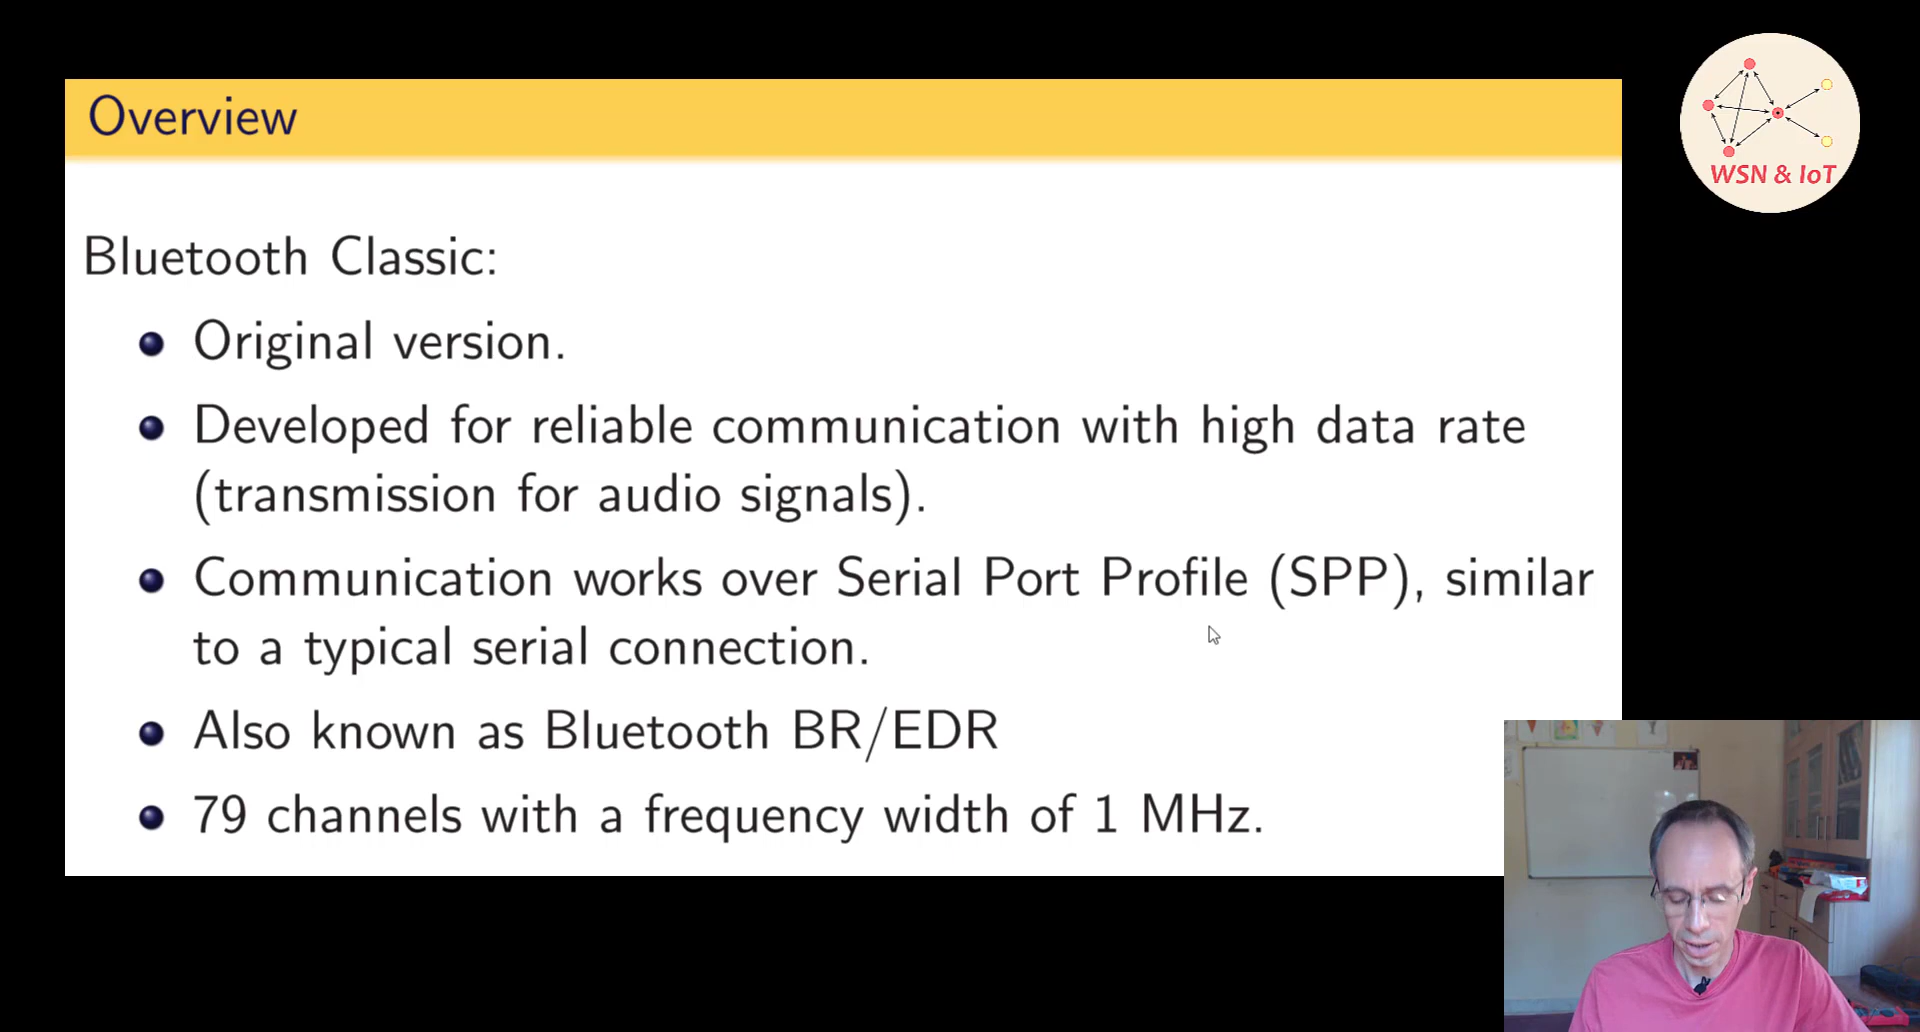 Overview
WSN & IoT
Bluetooth Classic:
Original version.
Developed for reliable communication with high data rate
(transmission for audio signals).
Communication works over Serial Port Profile (SPP), similar
to a typical serial connection.
Also known as Bluetooth BR/EDR
79 channels with a frequency width of 1 MHz.